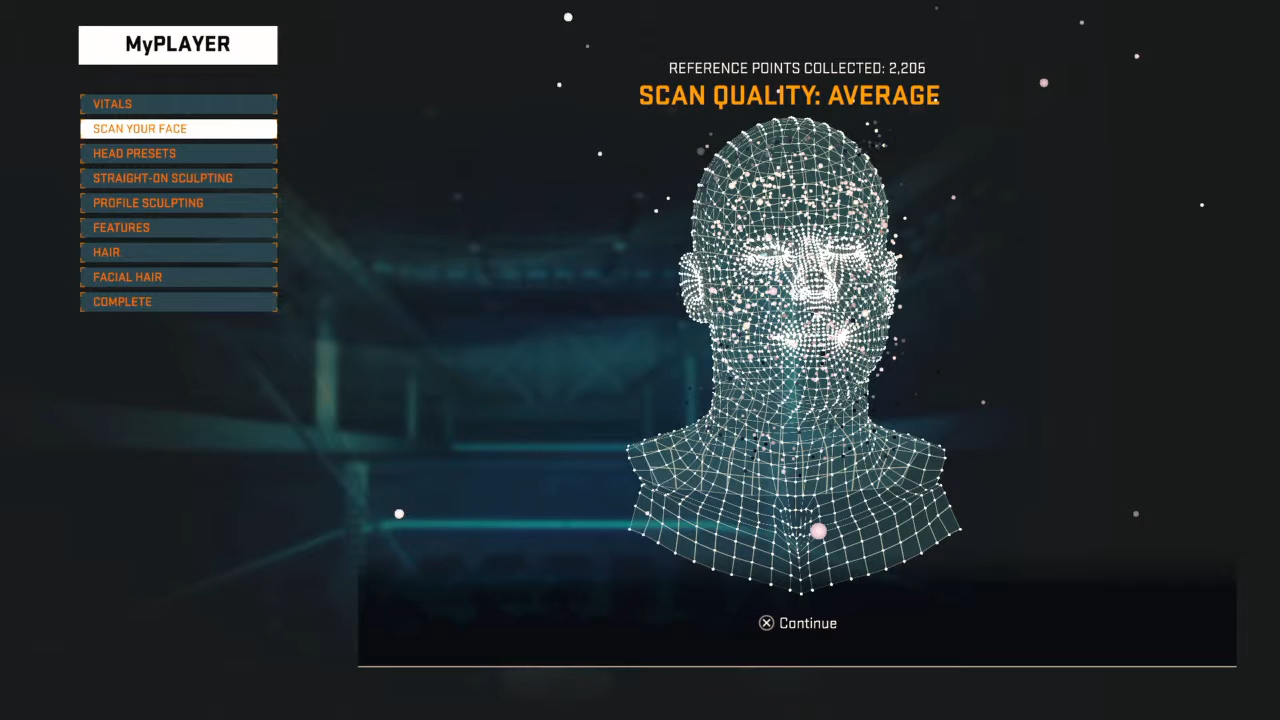 MyPLAYER
VITALS
SCAN YOUR FACE
HEAD PRESETS
STRAIGHT-ON SCULPTING
PROFILE SCULPTING
FEATURES
HAIR
FACIAL HAIR
COMPLETE
REFERENCE POINTS COLLECTED: 2,205
SCAN QUALITY: AVERAGE
Continue